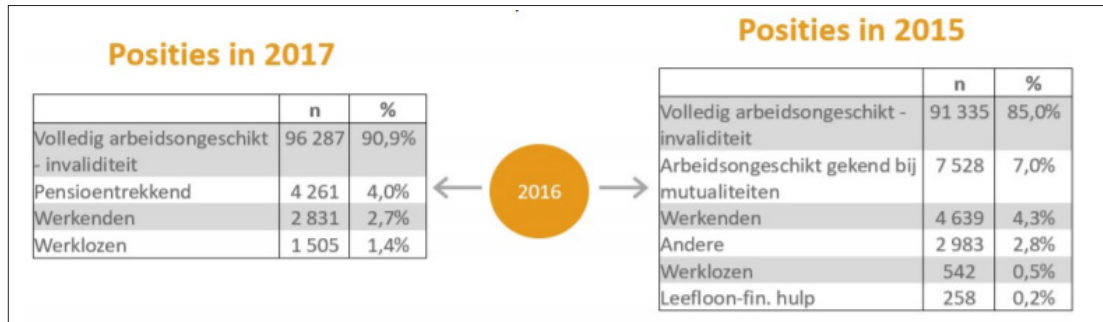 Posities in 2017
n %
Volledig arbeidsongeschikt 96 287 90,9%
- invaliditeit
Pensioentrekkend 4 261 4,0%
Werkenden 2 831 2,7%
Werklozen 1 505 1,4%
2016
Posities in 2015
n %
Volledig arbeidsongeschikt - 91 335 85,0%
invaliditeit
Arbeidsongeschikt gekend bij 7 528 7,0%
mutualiteiten
Werkenden 4 639 4,3%
Andere 2 983 2,8%
Werklozen 542 0,5%
Leefloon-fin. hulp 258 0,2%